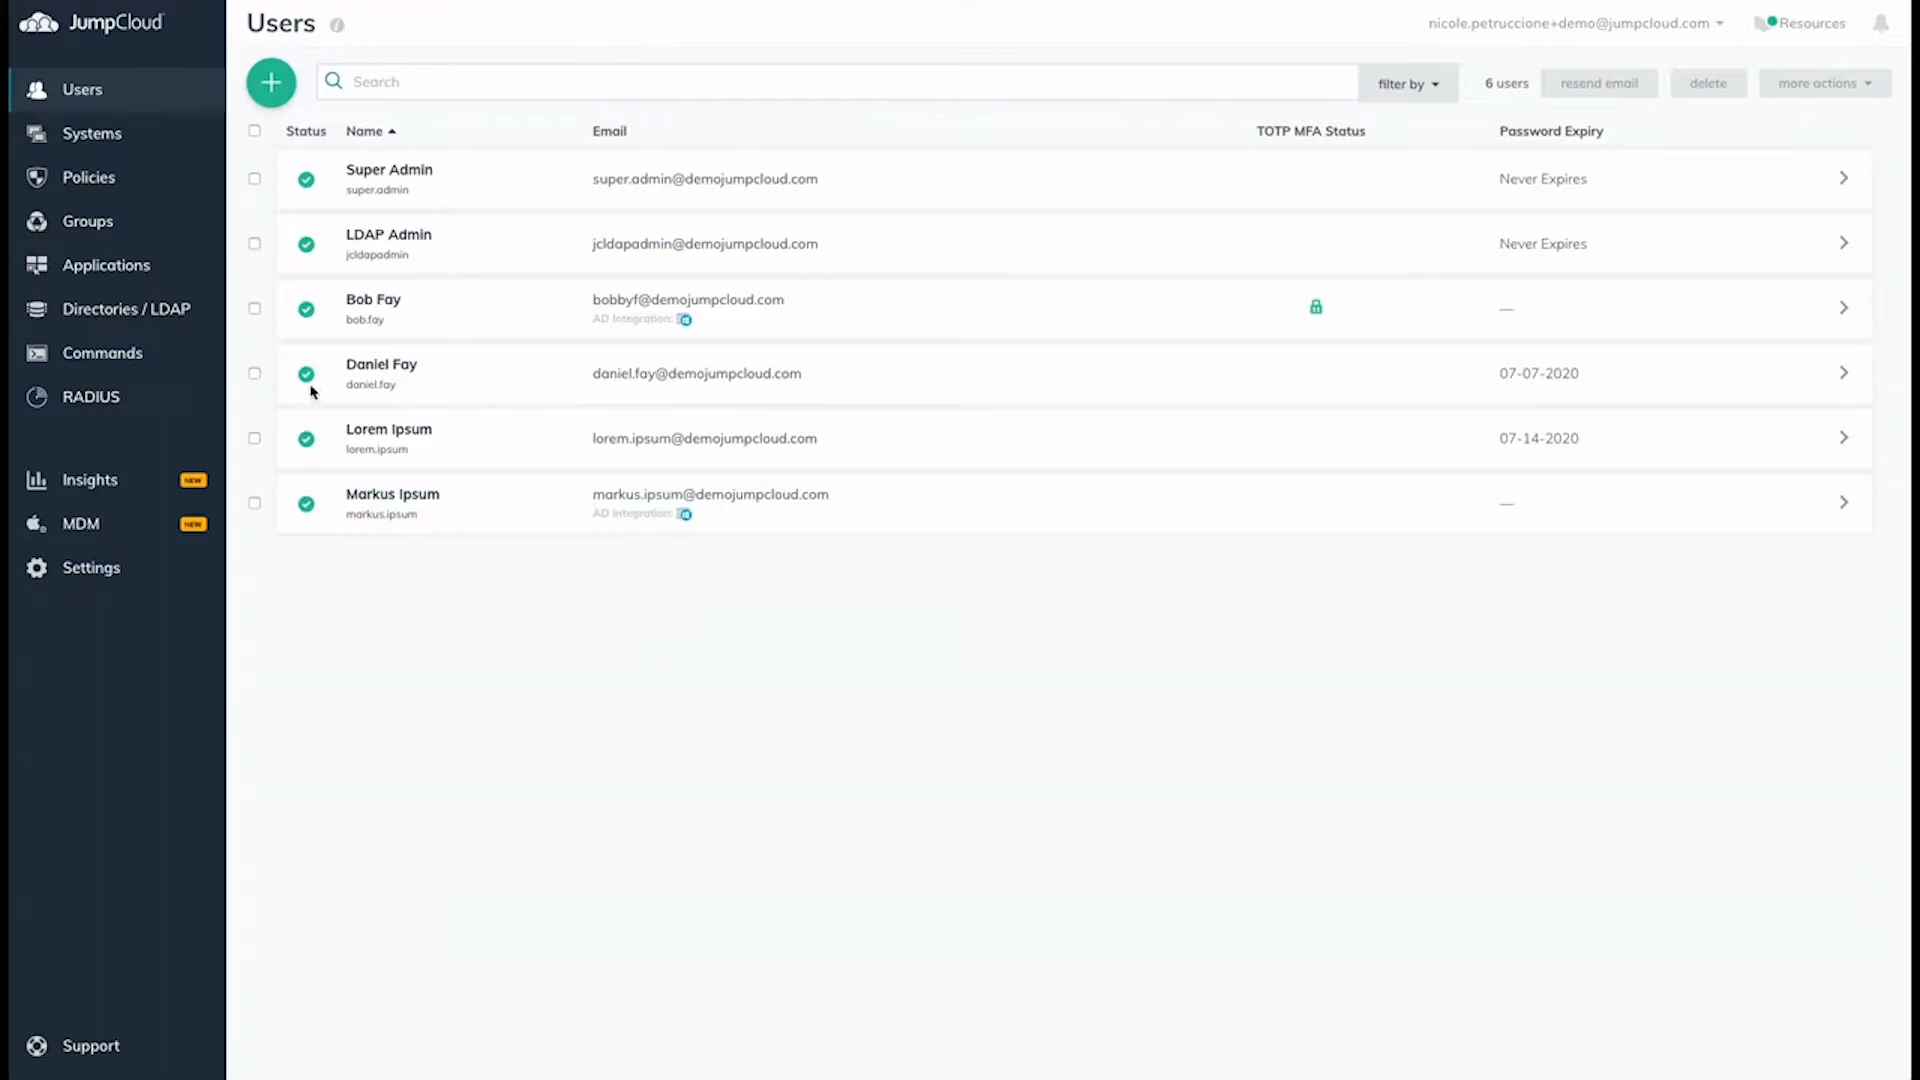 JumpCloud
Users
nicole.petruccione+demo@jumpcloud.com
Resources
Users
Systems
Policies
Groups
Applications
Directories / LDAP
Commands
RADIUS
Insights NEW
MDM NEW
Settings
Support
Search
filter by
6 users
resend email
delete
more actions
Status Name Email TOTP MFA Status Password Expiry
Super Admin
super.admin
super.admin@demojumpcloud.com
Never Expires
LDAP Admin
jcldapadmin
jcldapadmin@demojumpcloud.com
Never Expires
Bob Fay
bob.fay
bobbyf@demojumpcloud.com
AD Integration:
—
Daniel Fay
daniel.fay
daniel.fay@demojumpcloud.com
07-07-2020
Lorem Ipsum
lorem.ipsum
lorem.ipsum@demojumpcloud.com
07-14-2020
Markus Ipsum
markus.ipsum
markus.ipsum@demojumpcloud.com
AD Integration:
—